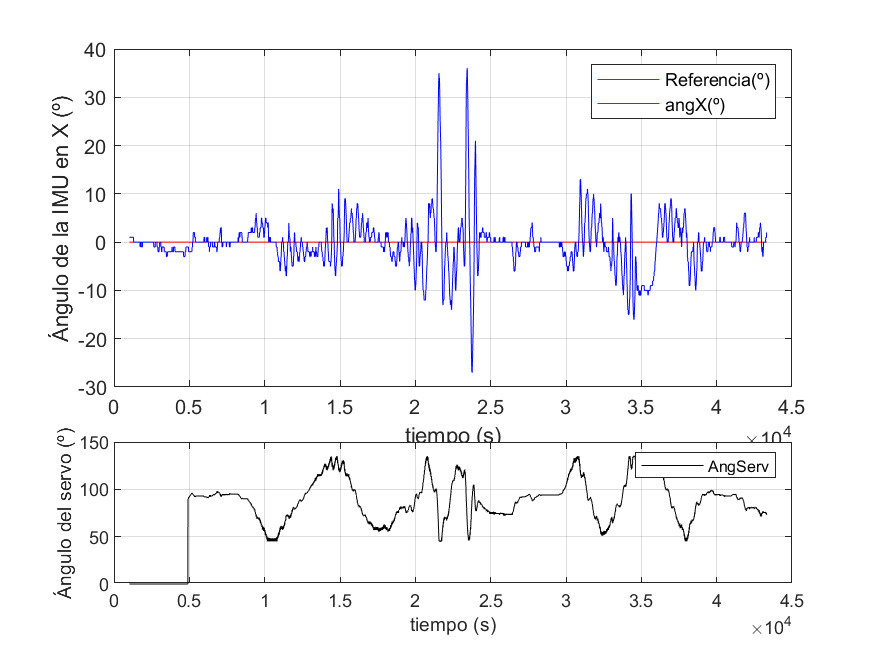 40
30
20
10
0
-10
-20
-30
Ángulo de la IMU en X (º)
Referencia(º)
angX(º)
0 0.5 1 1.5 2 2.5 3 3.5 4 4.5
tiempo (s)
×10⁴
150
100
50
0
Ángulo del servo (º)
AngServ
0 0.5 1 1.5 2 2.5 3 3.5 4 4.5
tiempo (s)
×10⁴